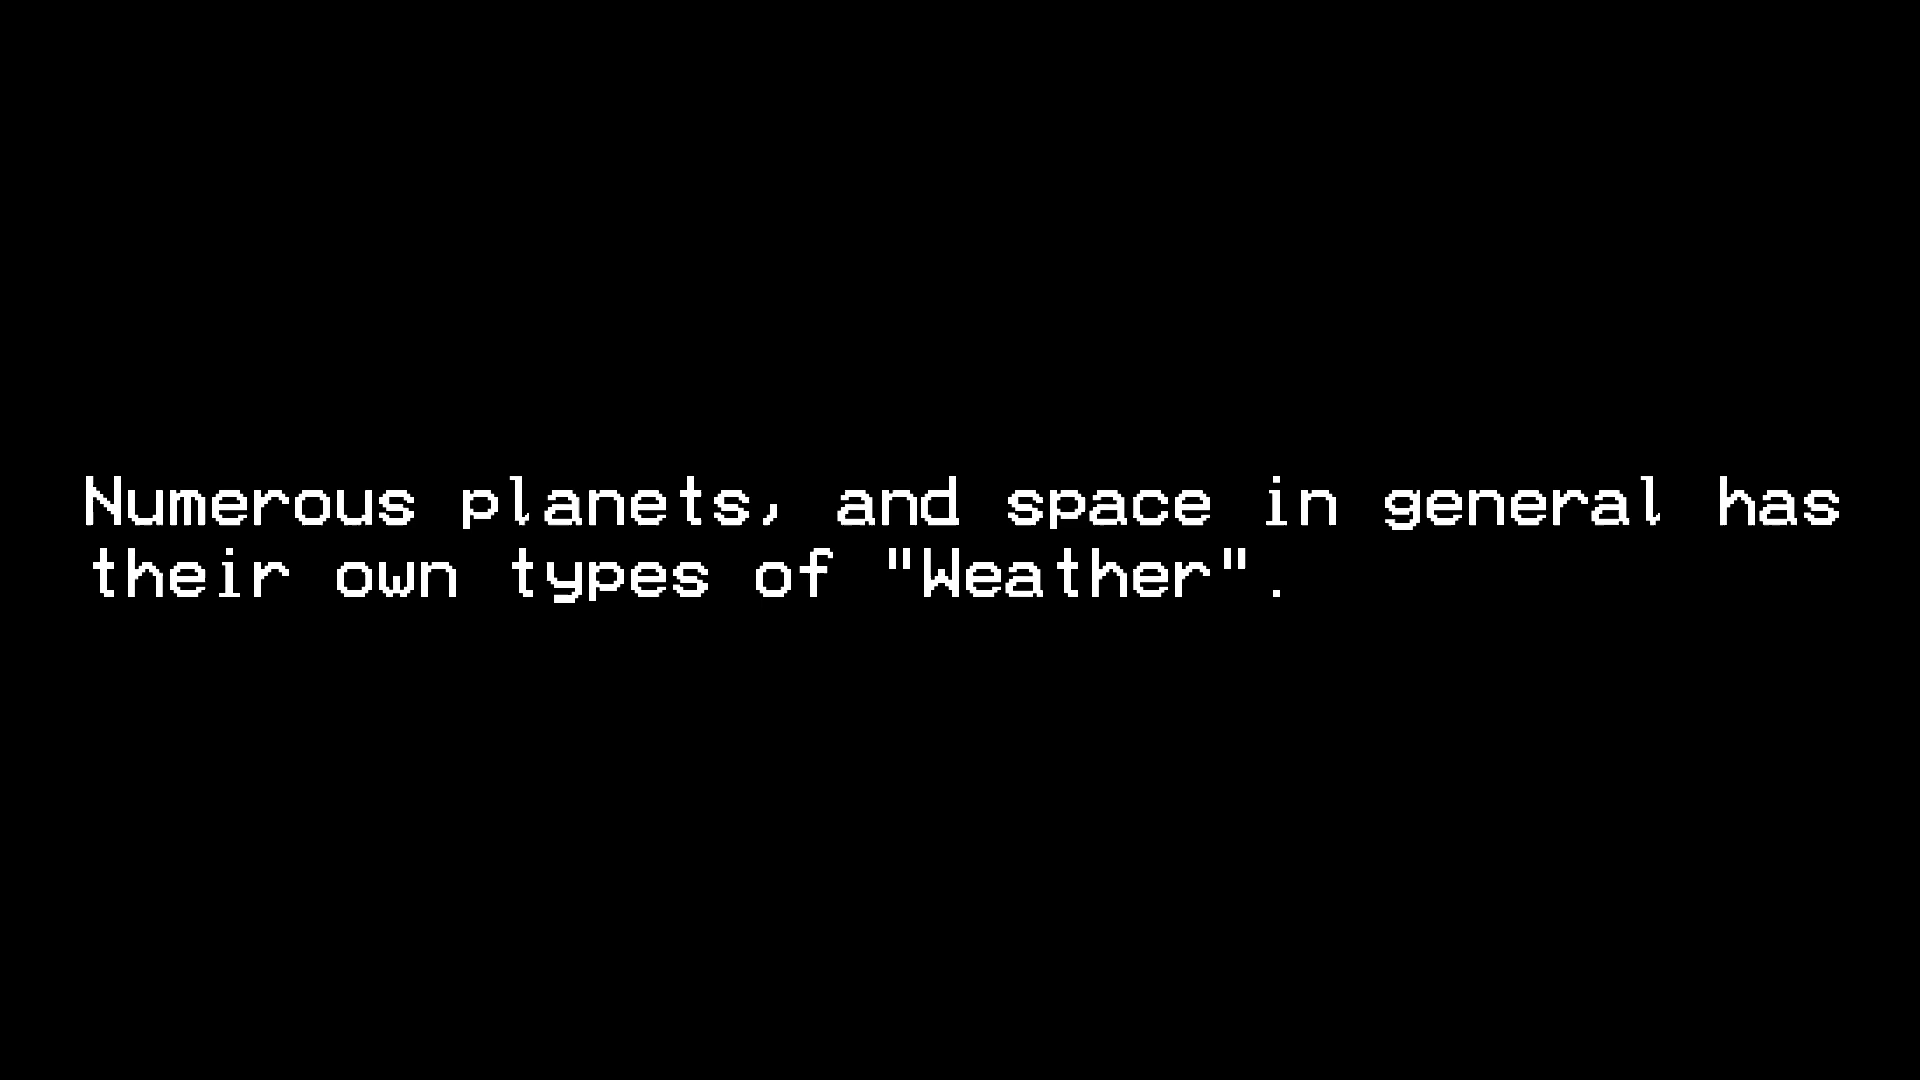 Numerous planets, and space in general has
their own types of "Weather".